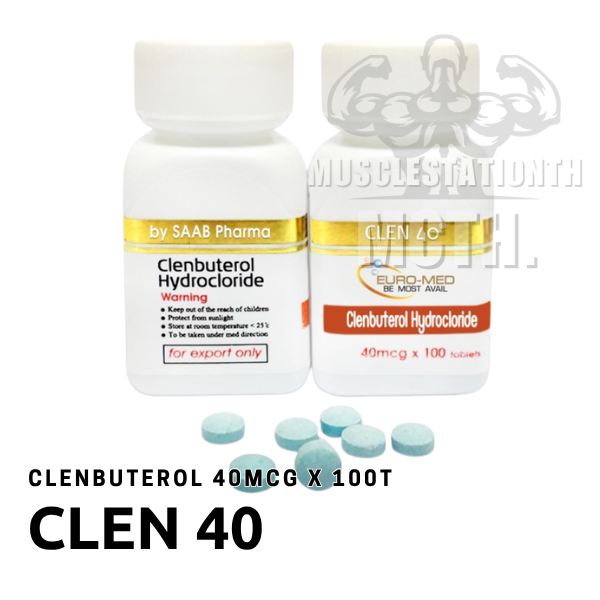 MUSCLESTATIONTH
MSTH.
by SAAB Pharma
Clenbuterol
Hydrocloride
Warning
• Keep out of the reach of children
• Protect from sunlight
• Store at room temperature < 25°c
• To be taken under med direction
for export only
CLEN 40
EURO-MED
BE MOST AVAIL
Clenbuterol Hydrocloride
40mcg x 100 tablets
CLENBUTEROL 40MCG X 100T
CLEN 40